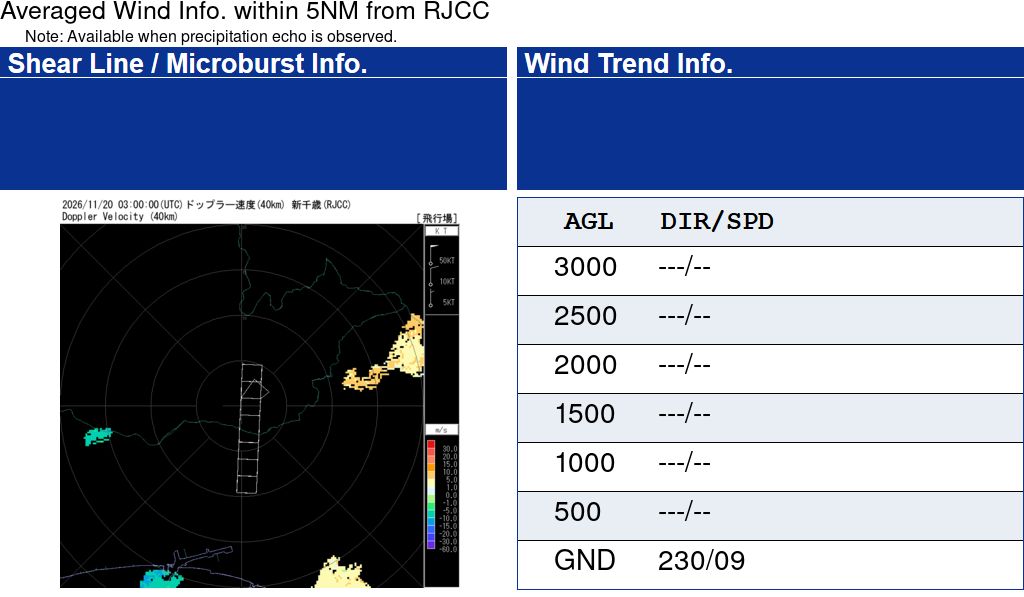 Averaged Wind Info. within 5NM from RJCC
Note: Available when precipitation echo is observed.
Shear Line / Microburst Info.
Wind Trend Info.
2026/11/20 03:00:00(UTC) ドップラー速度(40km) 新千歳(RJCC)
Doppler Velocity (40km)
[飛行場]
KT
50KT
10KT
5KT
m/s
30.0
20.0
15.0
10.0
5.0
1.0
0.0
-1.0
-5.0
-10.0
-15.0
-20.0
-30.0
-60.0
AGL DIR/SPD
3000 ---/--
2500 ---/--
2000 ---/--
1500 ---/--
1000 ---/--
500 ---/--
GND 230/09